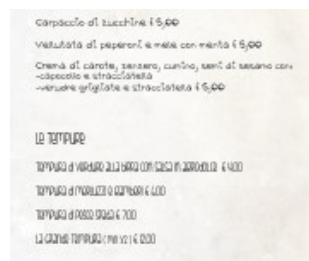 Carpaccio di zucchine € 5,00
Vellutata di peperoni e mele con menta € 5,00
Crema di carote, zenzero, cumino, semi di sesamo con:
-capocollo e stracciatella
-verdure grigliate e stracciatella € 5,00
Le Tempure
Tempura di verdure alla birra con salsa in agrodolce € 4,00
Tempura di merluzzo e gamberi € 6,00
Tempura di pesce spada € 7,00
La grande Tempura ( min x2 ) € 12,00